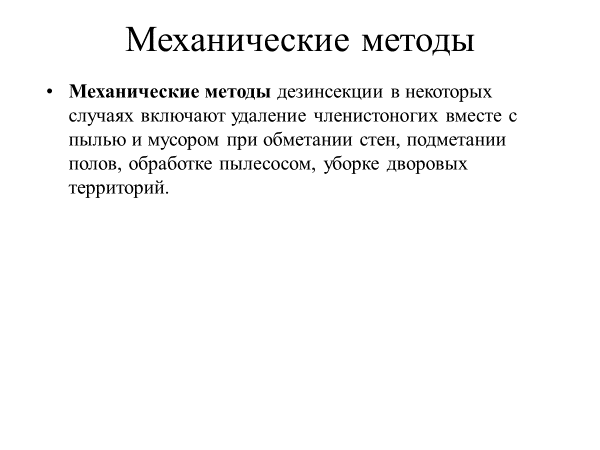 Механические методы
• Механические методы дезинсекции в некоторых
случаях включают удаление членистоногих вместе с
пылью и мусором при обметании стен, подметании
полов, обработке пылесосом, уборке дворовых
территорий.